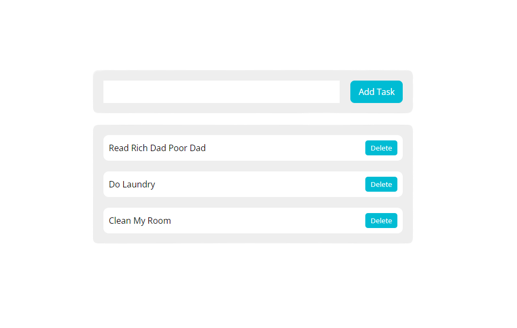 Add Task
Read Rich Dad Poor Dad
Delete
Do Laundry
Delete
Clean My Room
Delete